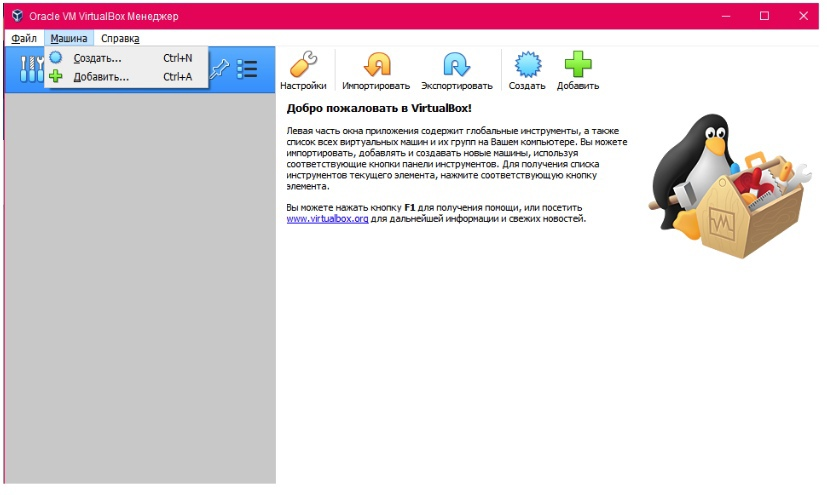 Oracle VM VirtualBox Менеджер
Файл Машина Справка
Создать... Ctrl+N
Добавить... Ctrl+A
Настройки Импортировать Экспортировать Создать Добавить
Добро пожаловать в VirtualBox!
Левая часть окна приложения содержит глобальные инструменты, а также
список всех виртуальных машин и их групп на Вашем компьютере. Вы можете
импортировать, добавлять и создавать новые машины, используя
соответствующие кнопки панели инструментов. Для получения списка
инструментов текущего элемента, нажмите соответствующую кнопку
элемента.
Вы можете нажать кнопку F1 для получения помощи, или посетить
www.virtualbox.org для дальнейшей информации и свежих новостей.